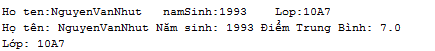 Ho ten:NguyenVanNhut namSinh:1993 Lop:10A7
Họ tên: NguyenVanNhut Năm sinh: 1993 Điểm Trung Bình: 7.0
Lớp: 10A7